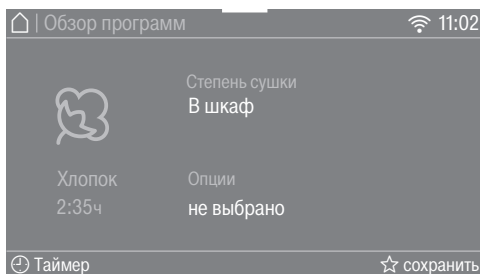 | Обзор программ 11:02
Степень сушки
В шкаф
Хлопок Опции
2:35ч не выбрано
Таймер сохранить